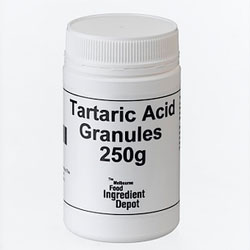 Tartaric Acid
Granules
250g
The Melbourne
Food
Ingredient
Depot